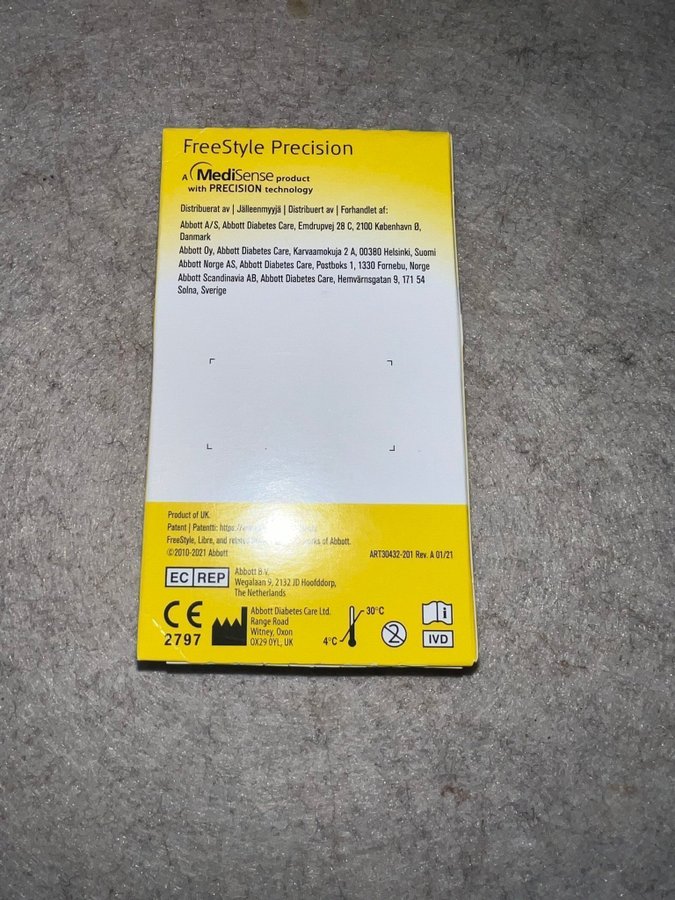 FreeStyle Precision
A MediSense product
with PRECISION technology
Distribuerat av | Jälleenmyyjä | Distribuert av | Forhandlet af:
Abbott A/S, Abbott Diabetes Care, Emdrupvej 28 C, 2100 København Ø,
Danmark
Abbott Oy, Abbott Diabetes Care, Karvaamokuja 2 A, 00380 Helsinki, Suomi
Abbott Norge AS, Abbott Diabetes Care, Postboks 1, 1330 Fornebu, Norge
Abbott Scandinavia AB, Abbott Diabetes Care, Hemvärnsgatan 9, 171 54
Solna, Sverige
Product of UK.
Patent | Patentti: https://
FreeStyle, Libre, and of Abbott.
©2010-2021 Abbott
ART30432-201 Rev. A 01/21
EC REP
Abbott B.V.
Wegalaan 9, 2132 JD Hoofddorp,
The Netherlands
CE
2797
Abbott Diabetes Care Ltd.
Range Road
Witney, Oxon
OX29 0YL, UK
30°C
4°C
2
i
IVD